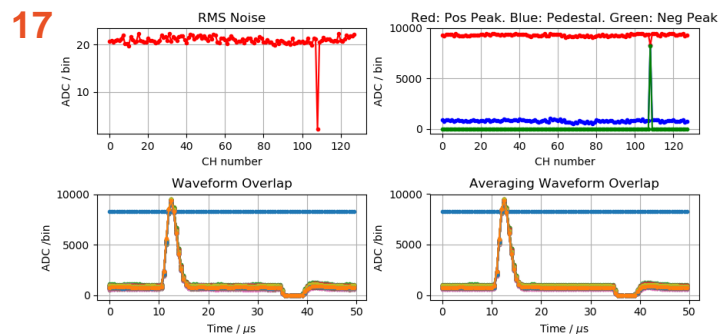 17
RMS Noise
20
10
ADC / bin
0 20 40 60 80 100 120
CH number
Red: Pos Peak. Blue: Pedestal. Green: Neg Peak
10000
5000
0
ADC / bin
0 20 40 60 80 100 120
CH number
Waveform Overlap
10000
5000
0
ADC /bin
0 10 20 30 40 50
Time / μs
Averaging Waveform Overlap
10000
5000
0
ADC /bin
0 10 20 30 40 50
Time / μs